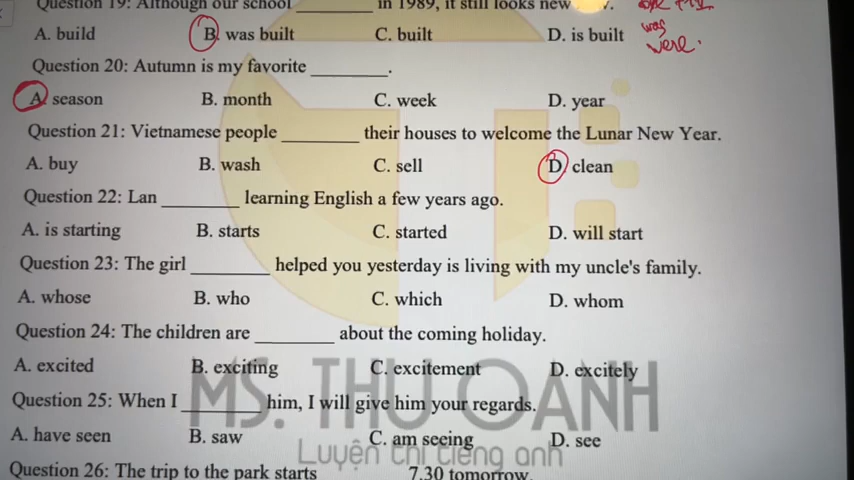 Question 19: Although our school ________ in 1989, it still looks new
A. build B. was built C. built D. is built
was
were.
Question 20: Autumn is my favorite ________.
A. season B. month C. week D. year
Question 21: Vietnamese people ________ their houses to welcome the Lunar New Year.
A. buy B. wash C. sell D. clean
Question 22: Lan ________ learning English a few years ago.
A. is starting B. starts C. started D. will start
Question 23: The girl ________ helped you yesterday is living with my uncle's family.
A. whose B. who C. which D. whom
Question 24: The children are ________ about the coming holiday.
A. excited B. exciting C. excitement D. excitely
MS. THU OANH
Question 25: When I ________ him, I will give him your regards.
A. have seen B. saw C. am seeing D. see
Luyện thi tiếng anh
Question 26: The trip to the park starts 7.30 tomorrow.